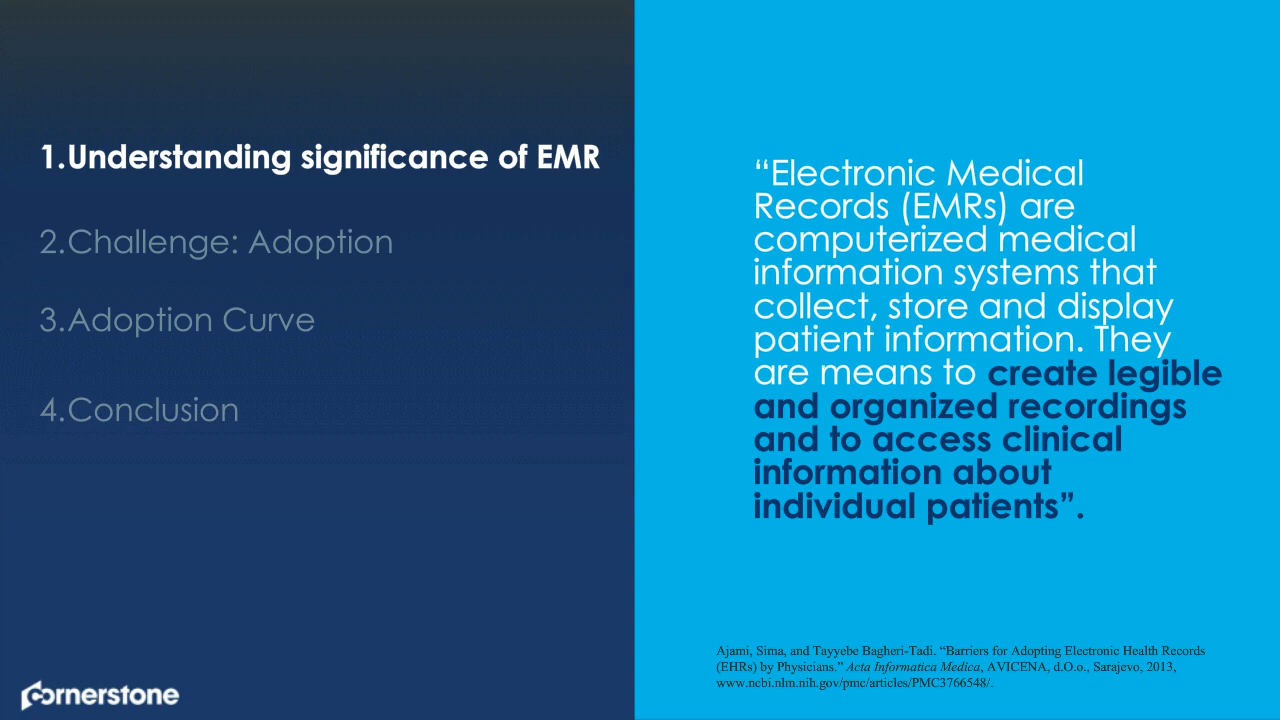 1.Understanding significance of EMR
2.Challenge: Adoption
3.Adoption Curve
4.Conclusion
“Electronic Medical
Records (EMRs) are
computerized medical
information systems that
collect, store and display
patient information. They
are means to create legible
and organized recordings
and to access clinical
information about
individual patients”.
Ajami, Sima, and Tayyebe Bagheri-Tadi. “Barriers for Adopting Electronic Health Records
(EHRs) by Physicians.” Acta Informatica Medica, AVICENA, d.O.o., Sarajevo, 2013,
www.ncbi.nlm.nih.gov/pmc/articles/PMC3766548/.
Cornerstone